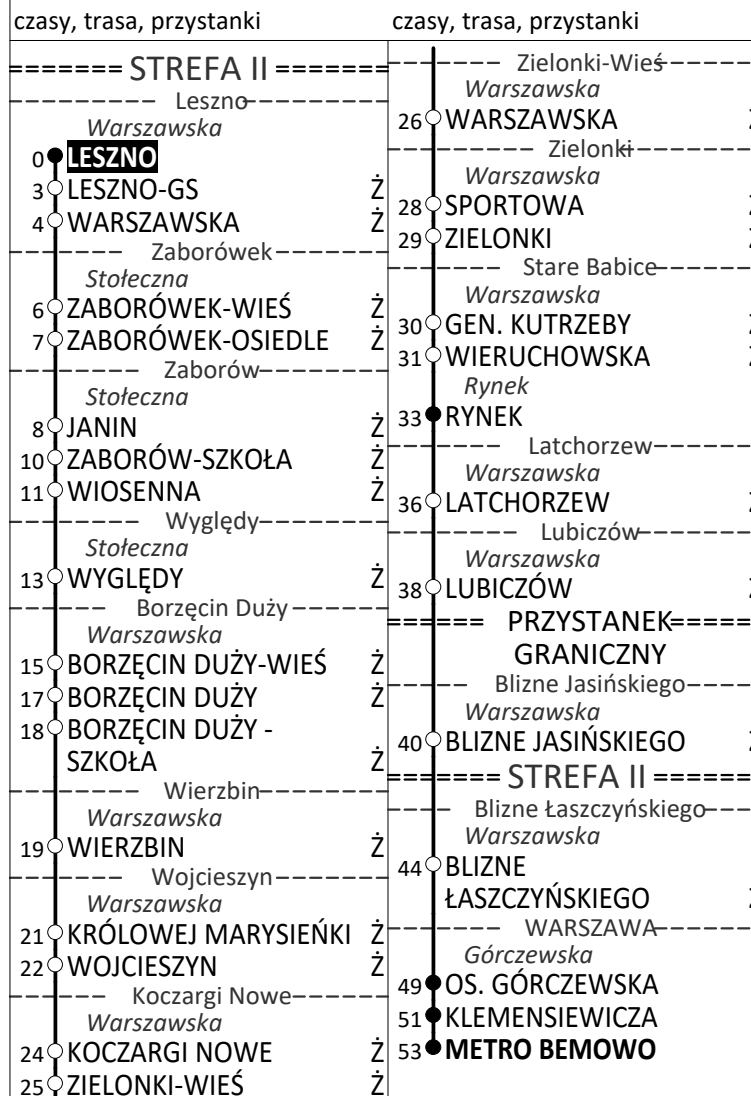 czasy, trasa, przystanki
======= STREFA II =======
Leszno
Warszawska
0 LESZNO
3 LESZNO-GS Ż
4 WARSZAWSKA Ż
Zaborówek
Stołeczna
6 ZABORÓWEK-WIEŚ Ż
7 ZABORÓWEK-OSIEDLE Ż
Zaborów
Stołeczna
8 JANIN Ż
10 ZABORÓW-SZKOŁA Ż
11 WIOSENNA Ż
Wyględy
Stołeczna
13 WYGLĘDY Ż
Borzęcin Duży
Warszawska
15 BORZĘCIN DUŻY-WIEŚ Ż
17 BORZĘCIN DUŻY Ż
18 BORZĘCIN DUŻY -
SZKOŁA Ż
Wierzbin
Warszawska
19 WIERZBIN Ż
Wojcieszyn
Warszawska
21 KRÓLOWEJ MARYSIEŃKI Ż
22 WOJCIESZYN Ż
Koczargi Nowe
Warszawska
24 KOCZARGI NOWE Ż
25 ZIELONKI-WIEŚ Ż
czasy, trasa, przystanki
Zielonki-Wieś
Warszawska
26 WARSZAWSKA
Zielonki
Warszawska
28 SPORTOWA
29 ZIELONKI
Stare Babice
Warszawska
30 GEN. KUTRZEBY
31 WIERUCHOWSKA
Rynek
33 RYNEK
Latchorzew
Warszawska
36 LATCHORZEW
Lubiczów
Warszawska
38 LUBICZÓW
====== PRZYSTANEK=====
GRANICZNY
Blizne Jasińskiego
Warszawska
40 BLIZNE JASIŃSKIEGO
======= STREFA II ======
Blizne Łaszczyńskiego
Warszawska
44 BLIZNE
ŁASZCZYŃSKIEGO
WARSZAWA
Górczewska
49 OS. GÓRCZEWSKA
51 KLEMENSIEWICZA
53 METRO BEMOWO